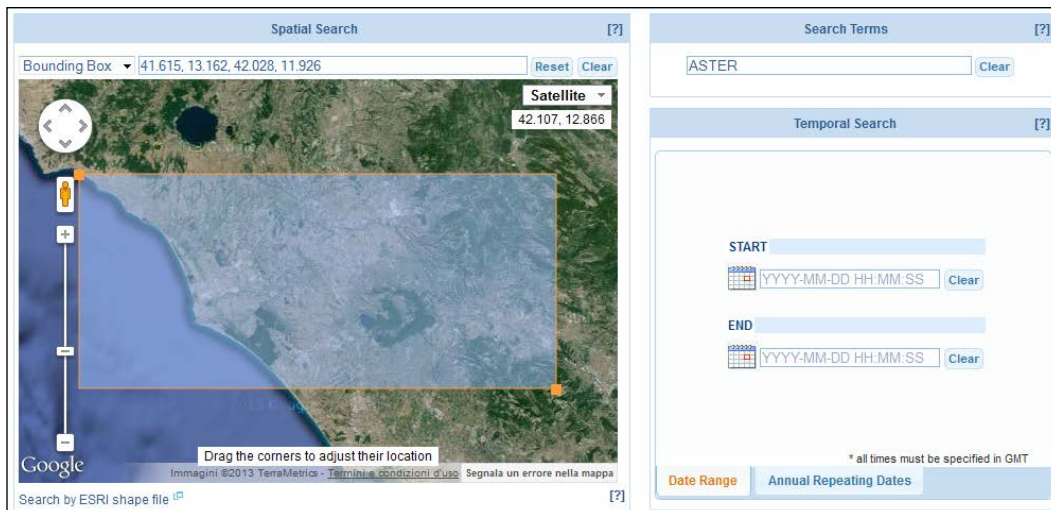 Spatial Search [?]
Bounding Box 41.615, 13.162, 42.028, 11.926 Reset Clear
Satellite
42.107, 12.866
Drag the corners to adjust their location
Google
Immagini ©2013 TerraMetrics - Termini e condizioni d'uso Segnala un errore nella mappa
Search by ESRI shape file [?]
Search Terms [?]
ASTER Clear
Temporal Search [?]
START
YYYY-MM-DD HH:MM:SS Clear
END
YYYY-MM-DD HH:MM:SS Clear
* all times must be specified in GMT
Date Range Annual Repeating Dates